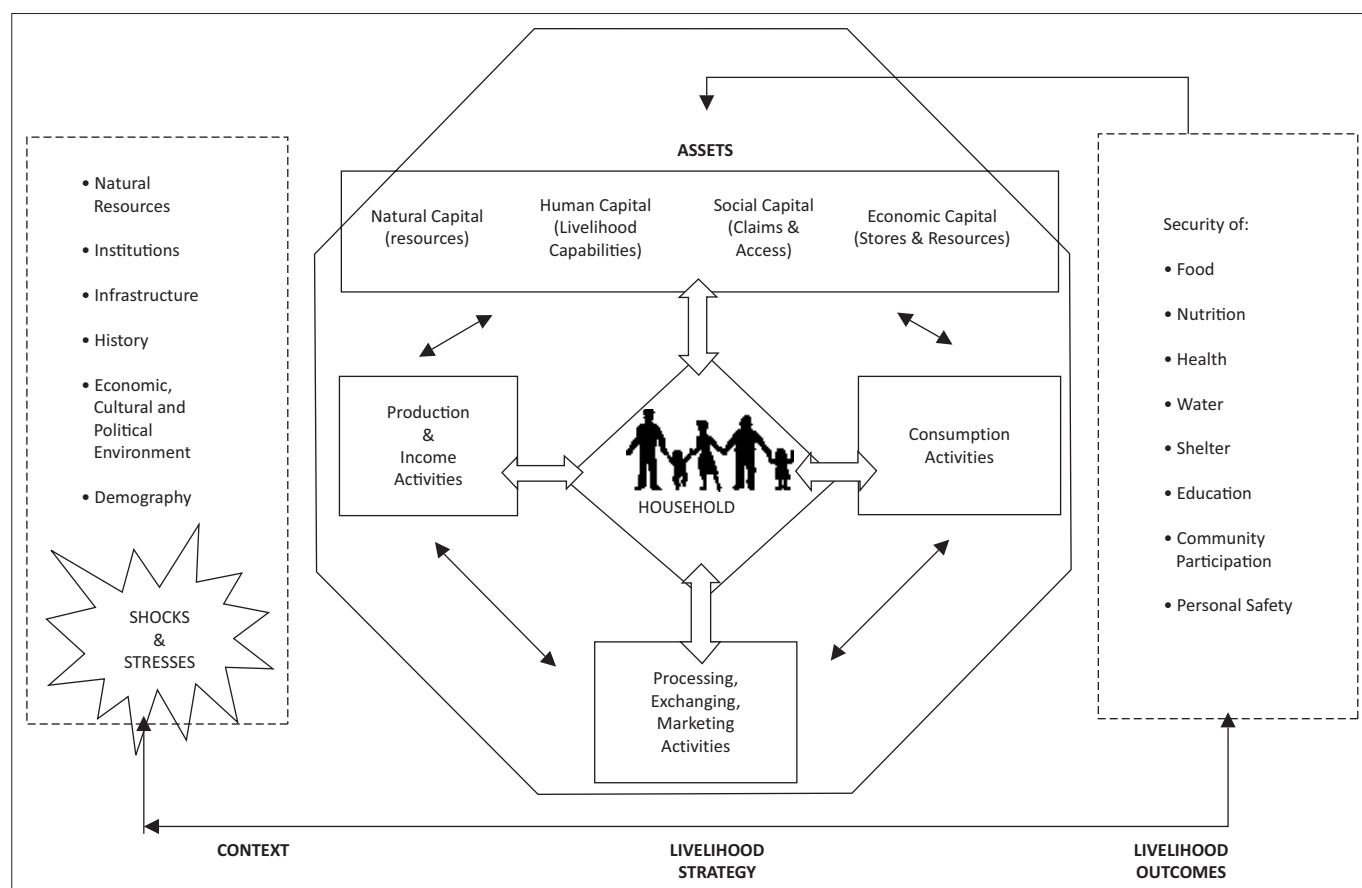 • Natural
Resources
• Institutions
• Infrastructure
• History
• Economic,
Cultural and
Political
Environment
• Demography
SHOCKS
&
STRESSES
ASSETS
Natural Capital
(resources)
Human Capital
(Livelihood
Capabilities)
Social Capital
(Claims &
Access)
Economic Capital
(Stores & Resources)
Production
&
Income
Activities
HOUSEHOLD
Consumption
Activities
Processing,
Exchanging,
Marketing
Activities
Security of:
• Food
• Nutrition
• Health
• Water
• Shelter
• Education
• Community
Participation
• Personal Safety
CONTEXT
LIVELIHOOD
STRATEGY
LIVELIHOOD
OUTCOMES